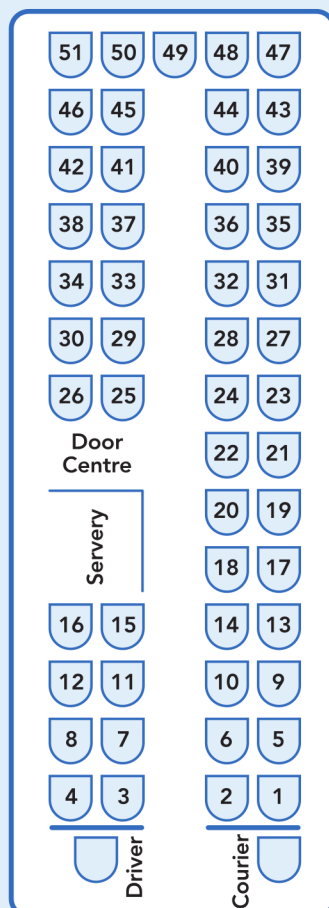 51 50 49 48 47
46 45 44 43
42 41 40 39
38 37 36 35
34 33 32 31
30 29 28 27
26 25 24 23
Door
Centre
22 21
20 19
Servery
18 17
16 15 14 13
12 11 10 9
8 7 6 5
4 3 2 1
Driver
Courier